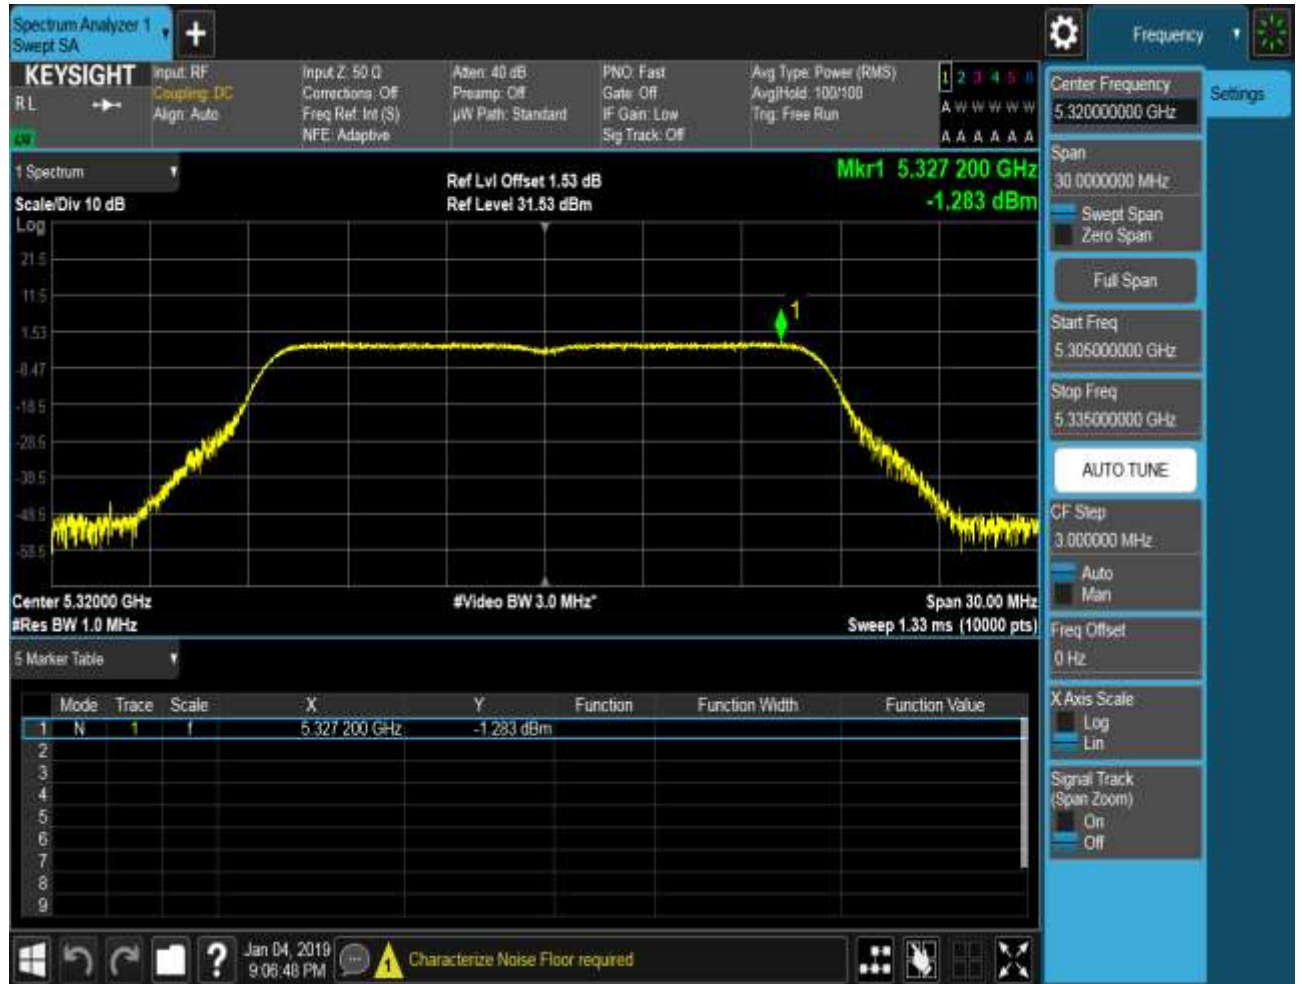 Spectrum Analyzer 1
Swept SA
+
Frequency
KEYSIGHT
RL
Input: RF
Coupling: DC
Align: Auto
Input Z: 50 Ω
Corrections: Off
Freq Ref: Int (S)
NFE: Adaptive
Atten: 40 dB
Preamp: Off
µW Path: Standard
PNO: Fast
Gate: Off
IF Gain: Low
Sig Track: Off
Avg Type: Power (RMS)
Avg|Hold: 100/100
Trig: Free Run
1 2 3 4 5 6
A W W W W W
A A A A A A
1 Spectrum
Scale/Div 10 dB
Log
Ref Lvl Offset 1.53 dB
Ref Level 31.53 dBm
Mkr1 5.327 200 GHz
-1.283 dBm
21.5
11.5
1.53
-8.47
-18.5
-28.5
-38.5
-48.5
-58.5
1
Center 5.32000 GHz
#Res BW 1.0 MHz
#Video BW 3.0 MHz*
Span 30.00 MHz
Sweep 1.33 ms (10000 pts)
5 Marker Table
Mode Trace Scale X Y Function Function Width Function Value
1 N 1 f 5.327 200 GHz -1.283 dBm
2
3
4
5
6
7
8
9
Jan 04, 2019
9:06:48 PM
?
Characterize Noise Floor required
Settings
Center Frequency
5.320000000 GHz
Span
30.0000000 MHz
Swept Span
Zero Span
Full Span
Start Freq
5.305000000 GHz
Stop Freq
5.335000000 GHz
AUTO TUNE
CF Step
3.000000 MHz
Auto
Man
Freq Offset
0 Hz
X Axis Scale
Log
Lin
Signal Track
(Span Zoom)
On
Off